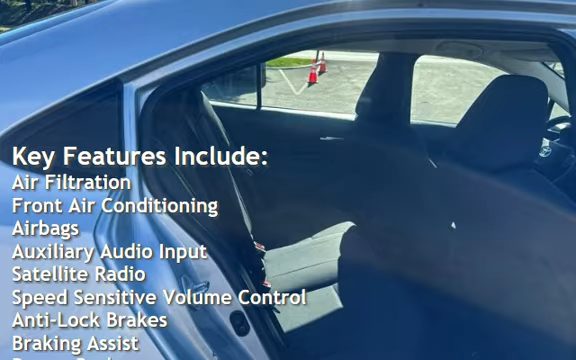 Key Features Include:
Air Filtration
Front Air Conditioning
Airbags
Auxiliary Audio Input
Satellite Radio
Speed Sensitive Volume Control
Anti-Lock Brakes
Braking Assist